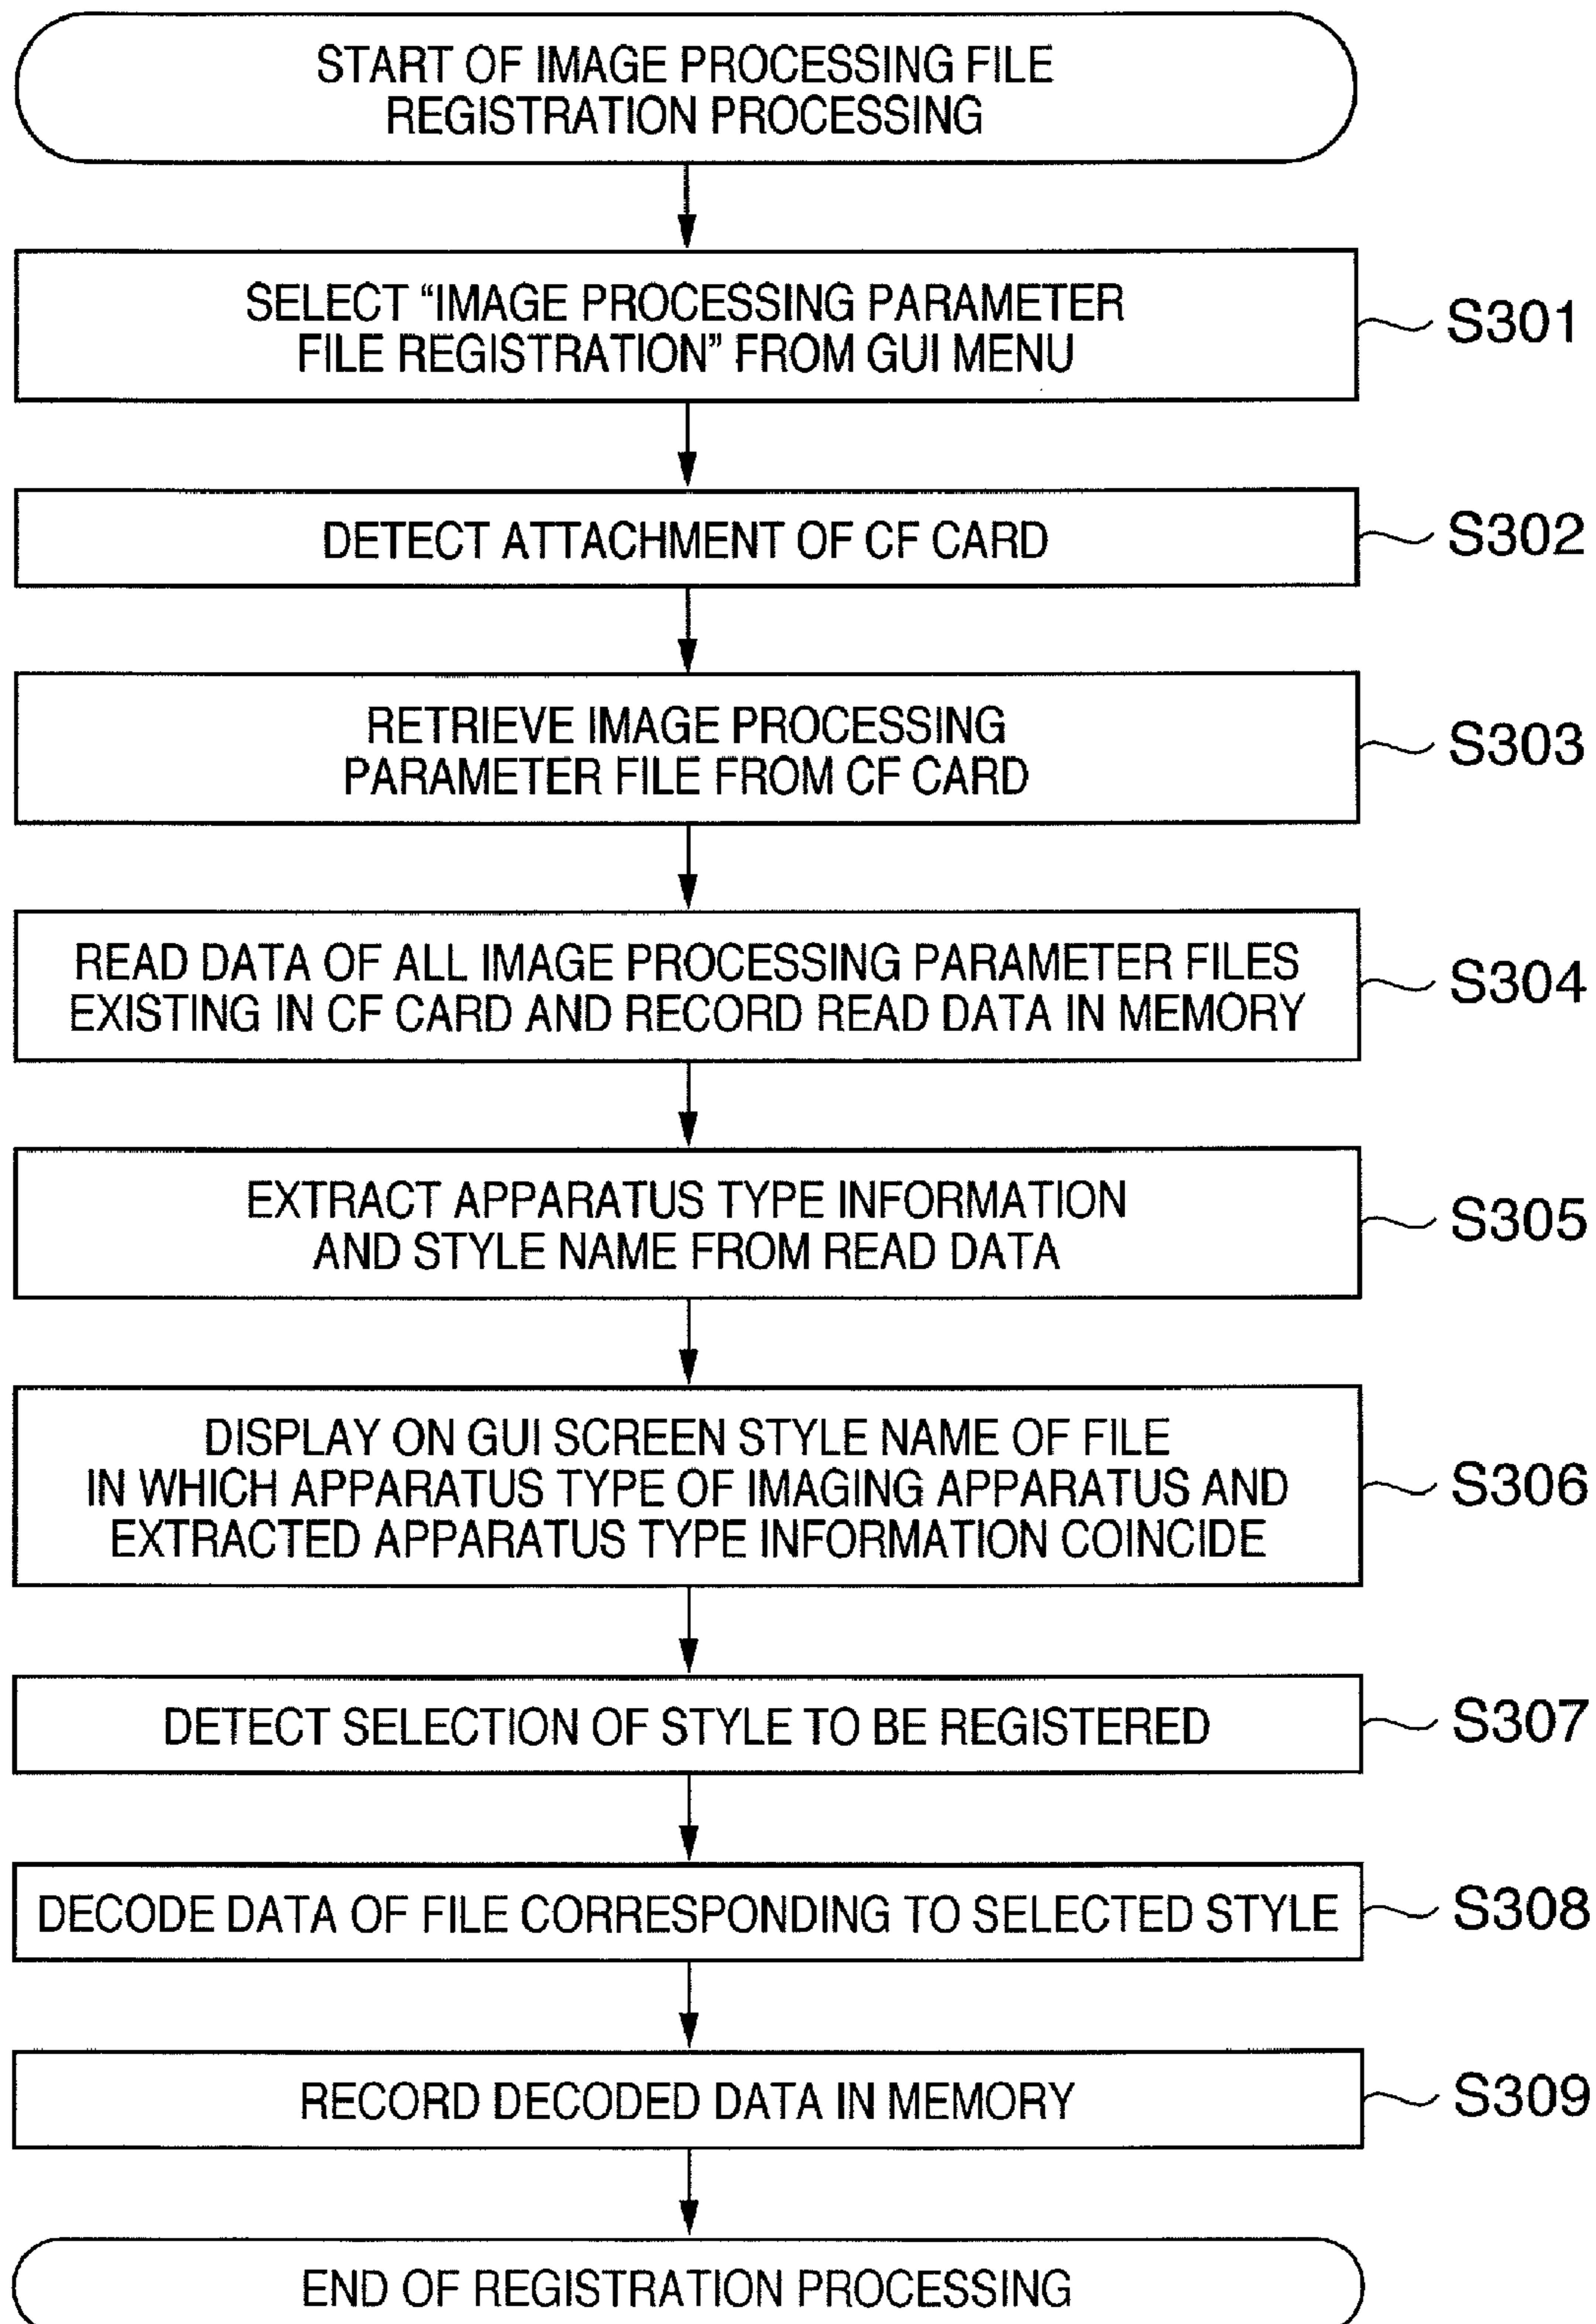 START OF IMAGE PROCESSING FILE
REGISTRATION PROCESSING
SELECT “IMAGE PROCESSING PARAMETER
FILE REGISTRATION” FROM GUI MENU
S301
DETECT ATTACHMENT OF CF CARD
S302
RETRIEVE IMAGE PROCESSING
PARAMETER FILE FROM CF CARD
S303
READ DATA OF ALL IMAGE PROCESSING PARAMETER FILES
EXISTING IN CF CARD AND RECORD READ DATA IN MEMORY
S304
EXTRACT APPARATUS TYPE INFORMATION
AND STYLE NAME FROM READ DATA
S305
DISPLAY ON GUI SCREEN STYLE NAME OF FILE
IN WHICH APPARATUS TYPE OF IMAGING APPARATUS AND
EXTRACTED APPARATUS TYPE INFORMATION COINCIDE
S306
DETECT SELECTION OF STYLE TO BE REGISTERED
S307
DECODE DATA OF FILE CORRESPONDING TO SELECTED STYLE
S308
RECORD DECODED DATA IN MEMORY
S309
END OF REGISTRATION PROCESSING